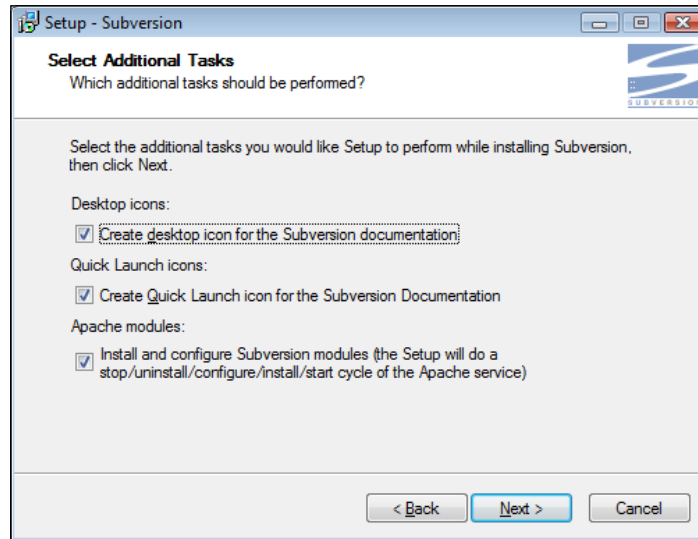 Setup - Subversion
Select Additional Tasks
Which additional tasks should be performed?
SUBVERSION
Select the additional tasks you would like Setup to perform while installing Subversion,
then click Next.
Desktop icons:
Create desktop icon for the Subversion documentation
Quick Launch icons:
Create Quick Launch icon for the Subversion Documentation
Apache modules:
Install and configure Subversion modules (the Setup will do a
stop/uninstall/configure/install/start cycle of the Apache service)
< Back Next > Cancel